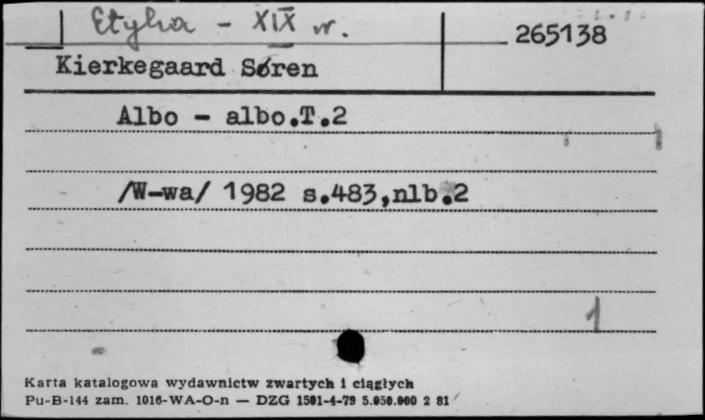 Etyka - XIX w.
265138
Kierkegaard Søren
Albo - albo.T.2
/W-wa/ 1982 s.483,nlb.2
1
Karta katalogowa wydawnictw zwartych i ciągłych
Pu-B-144 zam. 1016-WA-O-n — DZG 1501-4-79 5.050.000 2 81